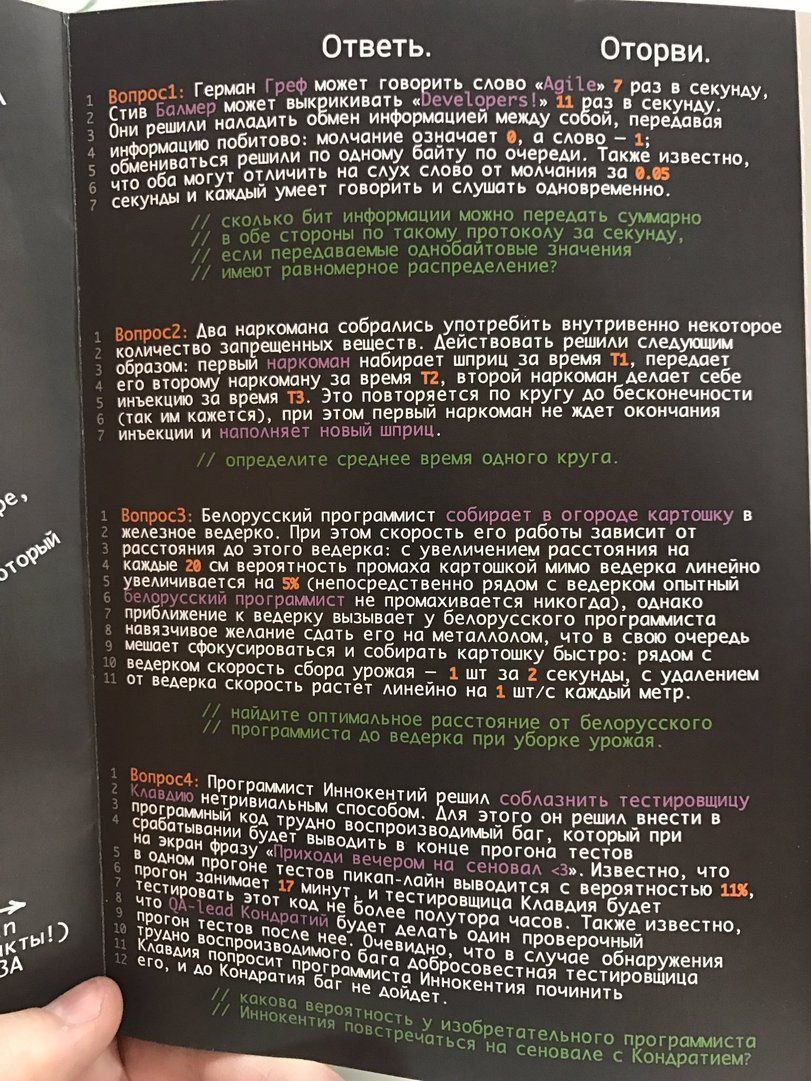 Ответь.
Оторви.
1 Вопрос1: Герман Греф может говорить слово «Agile» 7 раз в секунду,
2 Стив Балмер может выкрикивать «Developers!» 11 раз в секунду.
3 Они решили наладить обмен информацией между собой, передавая
4 информацию побитово: молчание означает 0, а слово – 1;
5 обмениваться решили по одному байту по очереди. Также известно,
6 что оба могут отличить на слух слово от молчания за 0.05
7 секунды и каждый умеет говорить и слушать одновременно.
// сколько бит информации можно передать суммарно
// в обе стороны по такому протоколу за секунду,
// если передаваемые однобайтовые значения
// имеют равномерное распределение?
1 Вопрос2: Два наркомана собрались употребить внутривенно некоторое
2 количество запрещенных веществ. Действовать решили следующим
3 образом: первый наркоман набирает шприц за время T1, передает
4 его второму наркоману за время T2, второй наркоман делает себе
5 инъекцию за время T3. Это повторяется по кругу до бесконечности
6 (так им кажется), при этом первый наркоман не ждет окончания
7 инъекции и наполняет новый шприц.
// определите среднее время одного круга.
1 Вопрос3: Белорусский программист собирает в огороде картошку в
2 железное ведерко. При этом скорость его работы зависит от
3 расстояния до этого ведерка: с увеличением расстояния на
4 каждые 20 см вероятность промаха картошкой мимо ведерка линейно
5 увеличивается на 5% (непосредственно рядом с ведерком опытный
6 белорусский программист не промахивается никогда), однако
7 приближение к ведерку вызывает у белорусского программиста
8 навязчивое желание сдать его на металлолом, что в свою очередь
9 мешает сфокусироваться и собирать картошку быстро: рядом с
10 ведерком скорость сбора урожая – 1 шт за 2 секунды, с удалением
11 от ведерка скорость растет линейно на 1 шт/с каждый метр.
// найдите оптимальное расстояние от белорусского
// программиста до ведерка при уборке урожая.
1 Вопрос4: Программист Иннокентий решил соблазнить тестировщицу
2 Клавдию нетривиальным способом. Для этого он решил внести в
3 программный код трудно воспроизводимый баг, который при
4 срабатывании будет выводить в конце прогона тестов
на экран фразу «Приходи вечером на сеновал <3». Известно, что
5 в одном прогоне тестов пикап-лайн выводится с вероятностью 11%,
6 прогон занимает 17 минут, и тестировщица Клавдия будет
7 тестировать этот код не более полутора часов. Также известно,
8 что QA-lead Кондратий будет делать один проверочный
9 прогон тестов после нее. Очевидно, что в случае обнаружения
10 трудно воспроизводимого бага добросовестная тестировщица
11 Клавдия попросит программиста Иннокентия починить
12 его, и до Кондратия баг не дойдет.
// какова вероятность у изобретательного программиста
// Иннокентия повстречаться на сеновале с Кондратием?
ре,
оторый
п
кты!)
ЗА